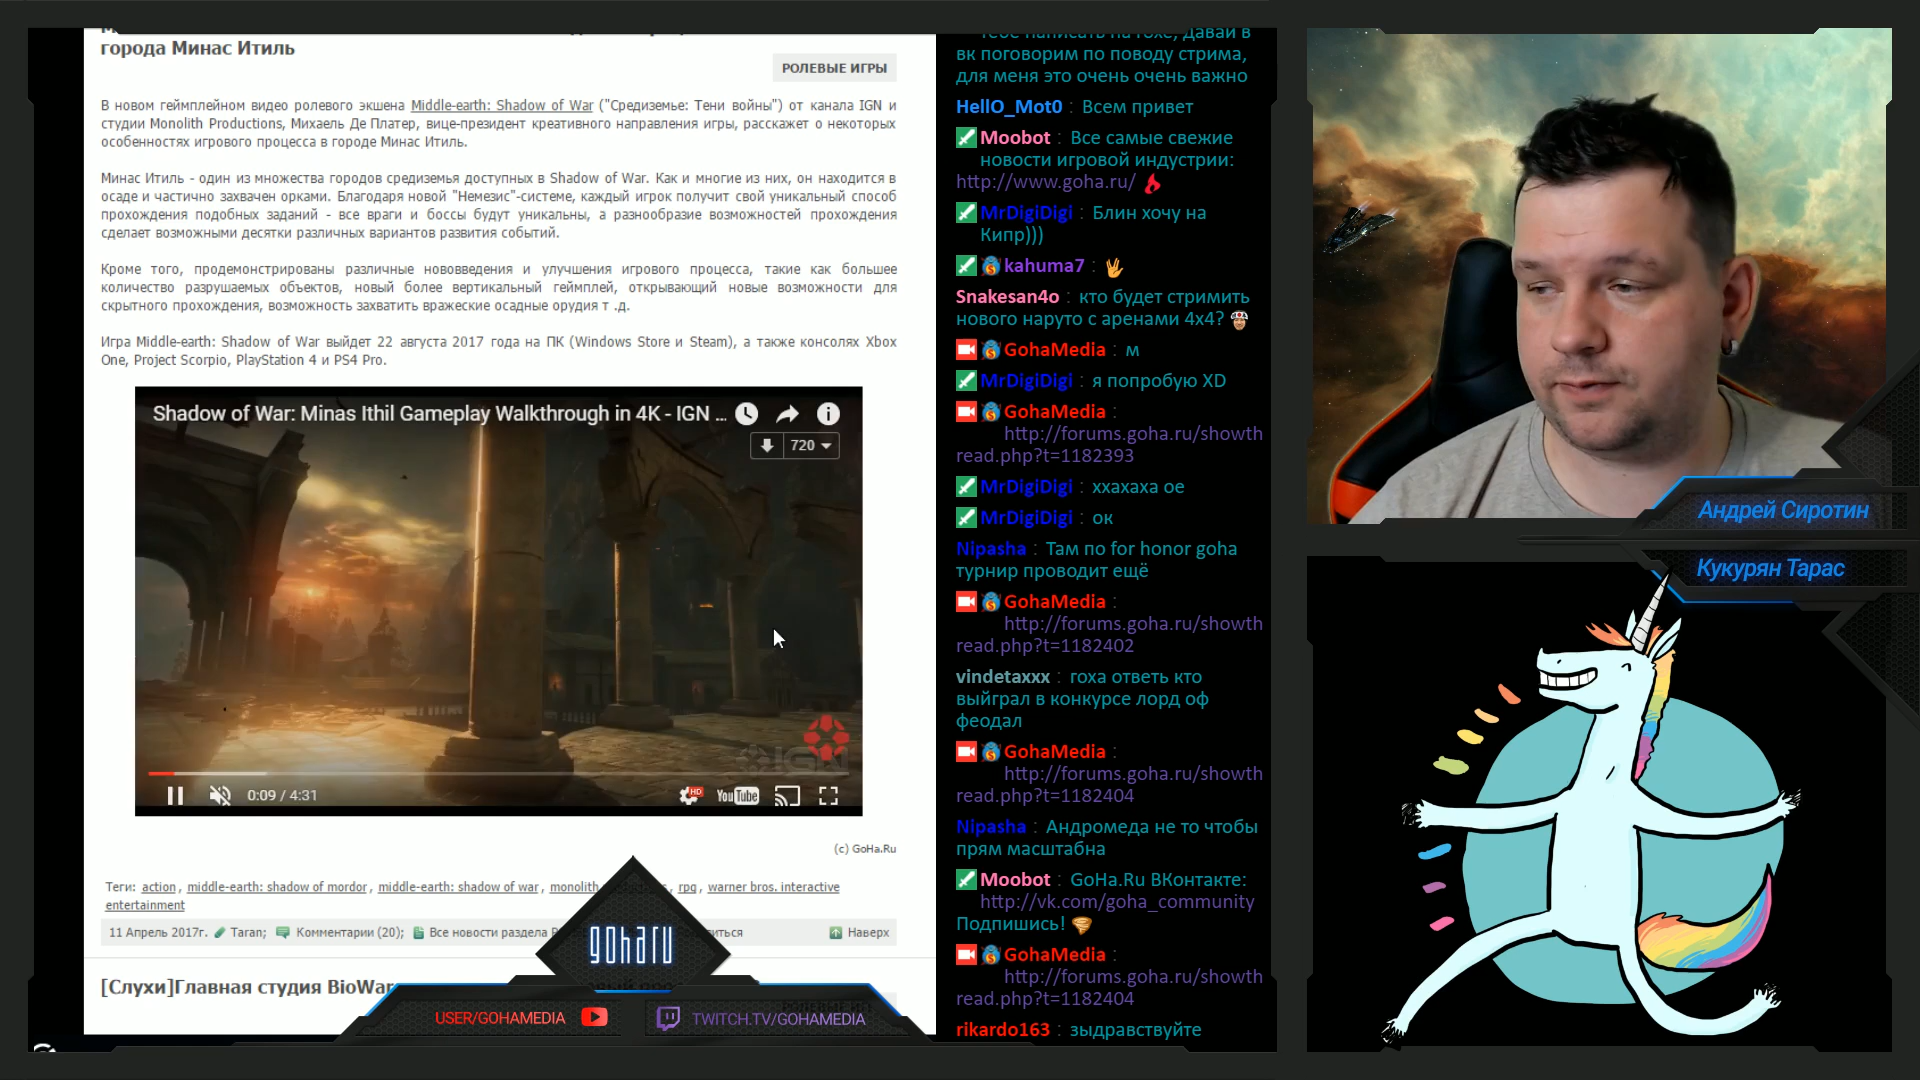 города Минас Итиль
РОЛЕВЫЕ ИГРЫ
В новом геймплейном видео ролевого экшена Middle-earth: Shadow of War ("Средиземье: Тени войны") от канала IGN и
студии Monolith Productions, Михаель Де Платер, вице-президент креативного направления игры, расскажет о некоторых
особенностях игрового процесса в городе Минас Итиль.
Минас Итиль - один из множества городов средиземья доступных в Shadow of War. Как и многие из них, он находится в
осаде и частично захвачен орками. Благодаря новой "Немезис"-системе, каждый игрок получит свой уникальный способ
прохождения подобных заданий - все враги и боссы будут уникальны, а разнообразие возможностей прохождения
сделает возможными десятки различных вариантов развития событий.
Кроме того, продемонстрированы различные нововведения и улучшения игрового процесса, такие как большее
количество разрушаемых объектов, новый более вертикальный геймплей, открывающий новые возможности для
скрытного прохождения, возможность захватить вражеские осадные орудия т .д.
Игра Middle-earth: Shadow of War выйдет 22 августа 2017 года на ПК (Windows Store и Steam), а также консолях Xbox
One, Project Scorpio, PlayStation 4 и PS4 Pro.
Shadow of War: Minas Ithil Gameplay Walkthrough in 4K - IGN ...
720
IGN
0:09 / 4:31
HD
YouTube
(c) GoHa.Ru
Теги: action, middle-earth: shadow of mordor, middle-earth: shadow of war, monolith rpg, warner bros. interactive
entertainment
11 Апрель 2017г. Taran; Комментарии (20); Все новости раздела Наверх
[Слухи]Главная студия BioWar
goharu
USER/GOHAMEDIA
TWITCH.TV/GOHAMEDIA
тебе написать на гохе, давай в
вк поговорим по поводу стрима,
для меня это очень очень важно
HellO_Mot0 : Всем привет
Moobot : Все самые свежие
новости игровой индустрии:
http://www.goha.ru/
MrDigiDigi : Блин хочу на
Кипр)))
kahuma7 :
Snakesan4o : кто будет стримить
нового наруто с аренами 4x4?
GohaMedia : м
MrDigiDigi : я попробую XD
GohaMedia :
http://forums.goha.ru/showth
read.php?t=1182393
MrDigiDigi : ххахаха ое
MrDigiDigi : ок
Nipasha : Там по for honor goha
турнир проводит ещё
GohaMedia :
http://forums.goha.ru/showth
read.php?t=1182402
vindetaxxx : гоха ответь кто
выйграл в конкурсе лорд оф
феодал
GohaMedia :
http://forums.goha.ru/showth
read.php?t=1182404
Nipasha : Андромеда не то чтобы
прям масштабна
Moobot : GoHa.Ru ВКонтакте:
http://vk.com/goha_community
Подпишись!
GohaMedia :
http://forums.goha.ru/showth
read.php?t=1182404
rikardo163 : зыдравствуйте
Андрей Сиротин
Кукурян Тарас